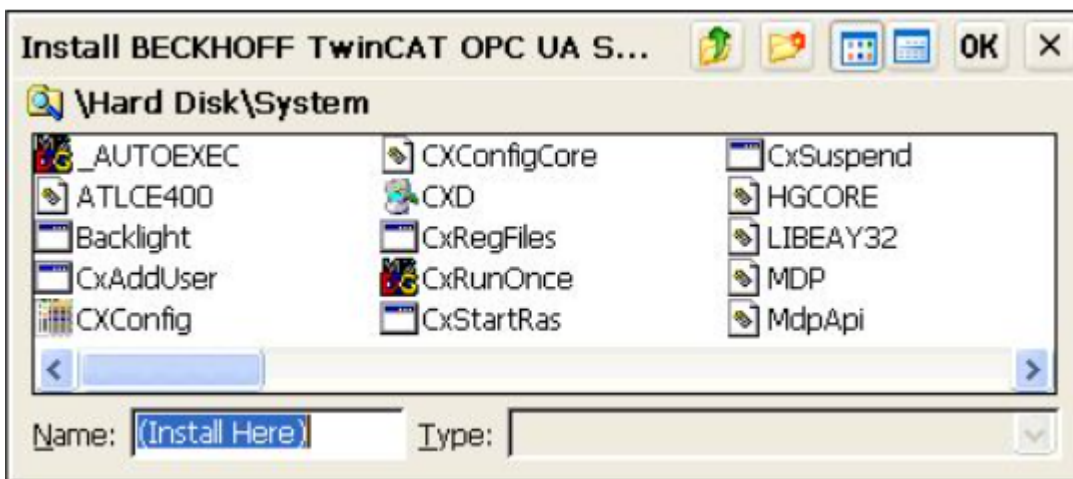 Install BECKHOFF TwinCAT OPC UA S... OK
\Hard Disk\System
_AUTOEXEC CXConfigCore CxSuspend
ATLCE400 CXD HGCORE
Backlight CxRegFiles LIBEAY32
CxAddUser CxRunOnce MDP
CXConfig CxStartRas MdpApi
Name: (Install Here) Type: